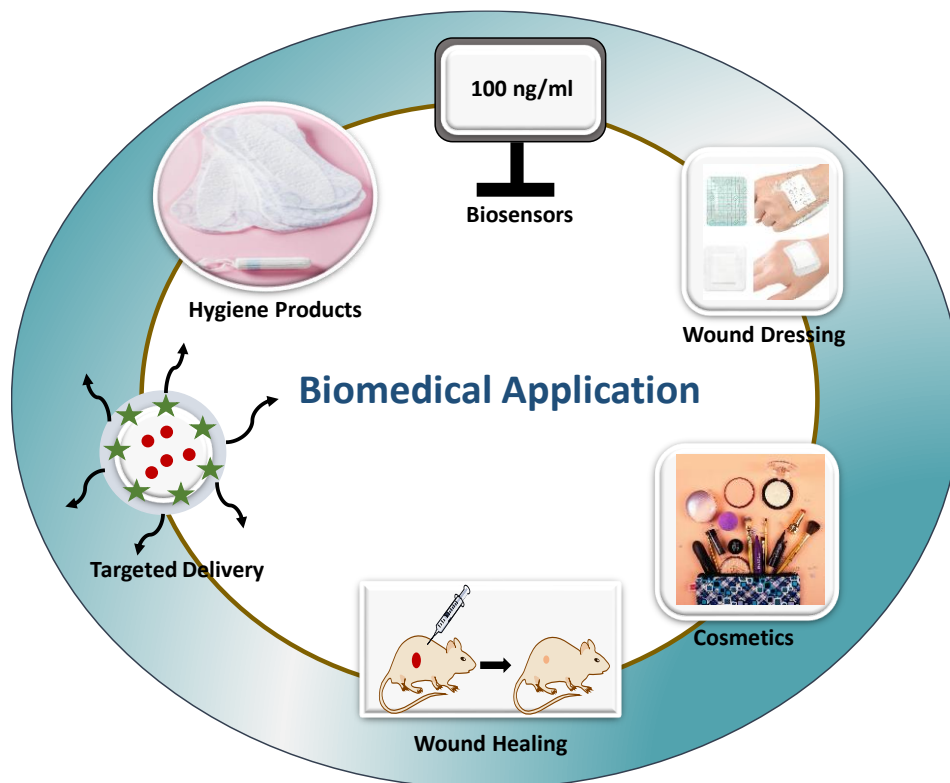 100 ng/ml
Biosensors
Hygiene Products
Wound Dressing
Biomedical Application
Targeted Delivery
Cosmetics
Wound Healing